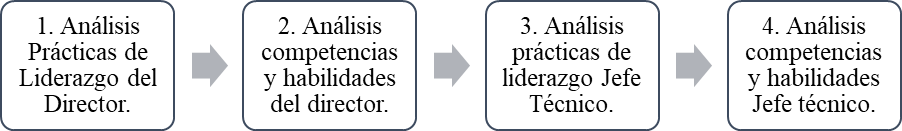 1. Análisis
Prácticas de
Liderazgo del
Director.
2. Análisis
competencias
y habilidades
del director.
3. Análisis
prácticas de
liderazgo Jefe
Técnico.
4. Análisis
competencias
y habilidades
Jefe técnico.